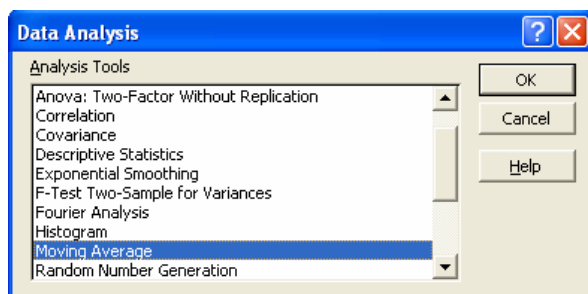 Data Analysis
Analysis Tools
Anova: Two-Factor Without Replication
Correlation
Covariance
Descriptive Statistics
Exponential Smoothing
F-Test Two-Sample for Variances
Fourier Analysis
Histogram
Moving Average
Random Number Generation
OK
Cancel
Help